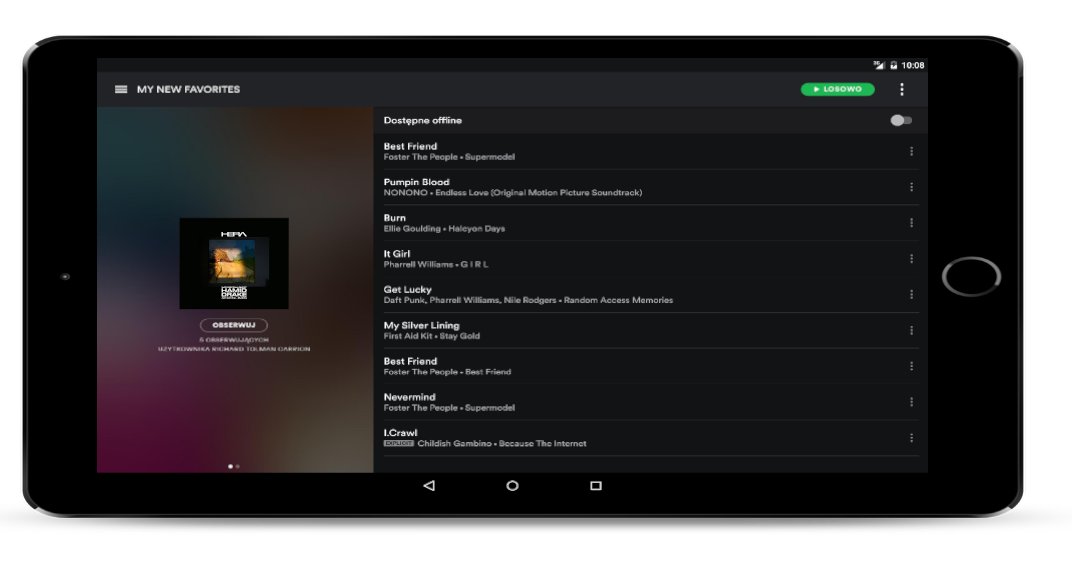 3G 10:08
MY NEW FAVORITES
LOSOWO
HERA
HAMID
DRAKE
OBSERWUJ
5 OBSERWUJĄCYCH
UŻYTKOWNIKA RICHARD TOLMAN CARRION
Dostępne offline
Best Friend
Foster The People • Supermodel
Pumpin Blood
NONONO • Endless Love (Original Motion Picture Soundtrack)
Burn
Ellie Goulding • Halcyon Days
It Girl
Pharrell Williams • G I R L
Get Lucky
Daft Punk, Pharrell Williams, Nile Rodgers • Random Access Memories
My Silver Lining
First Aid Kit • Stay Gold
Best Friend
Foster The People • Best Friend
Nevermind
Foster The People • Supermodel
I.Crawl
EXPLICIT Childish Gambino • Because The Internet